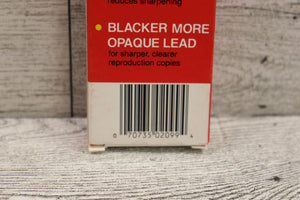 reduces sharpening
BLACKER MORE
OPAQUE LEAD
for sharper, clearer
reproduction copies
0 70735 02099 4